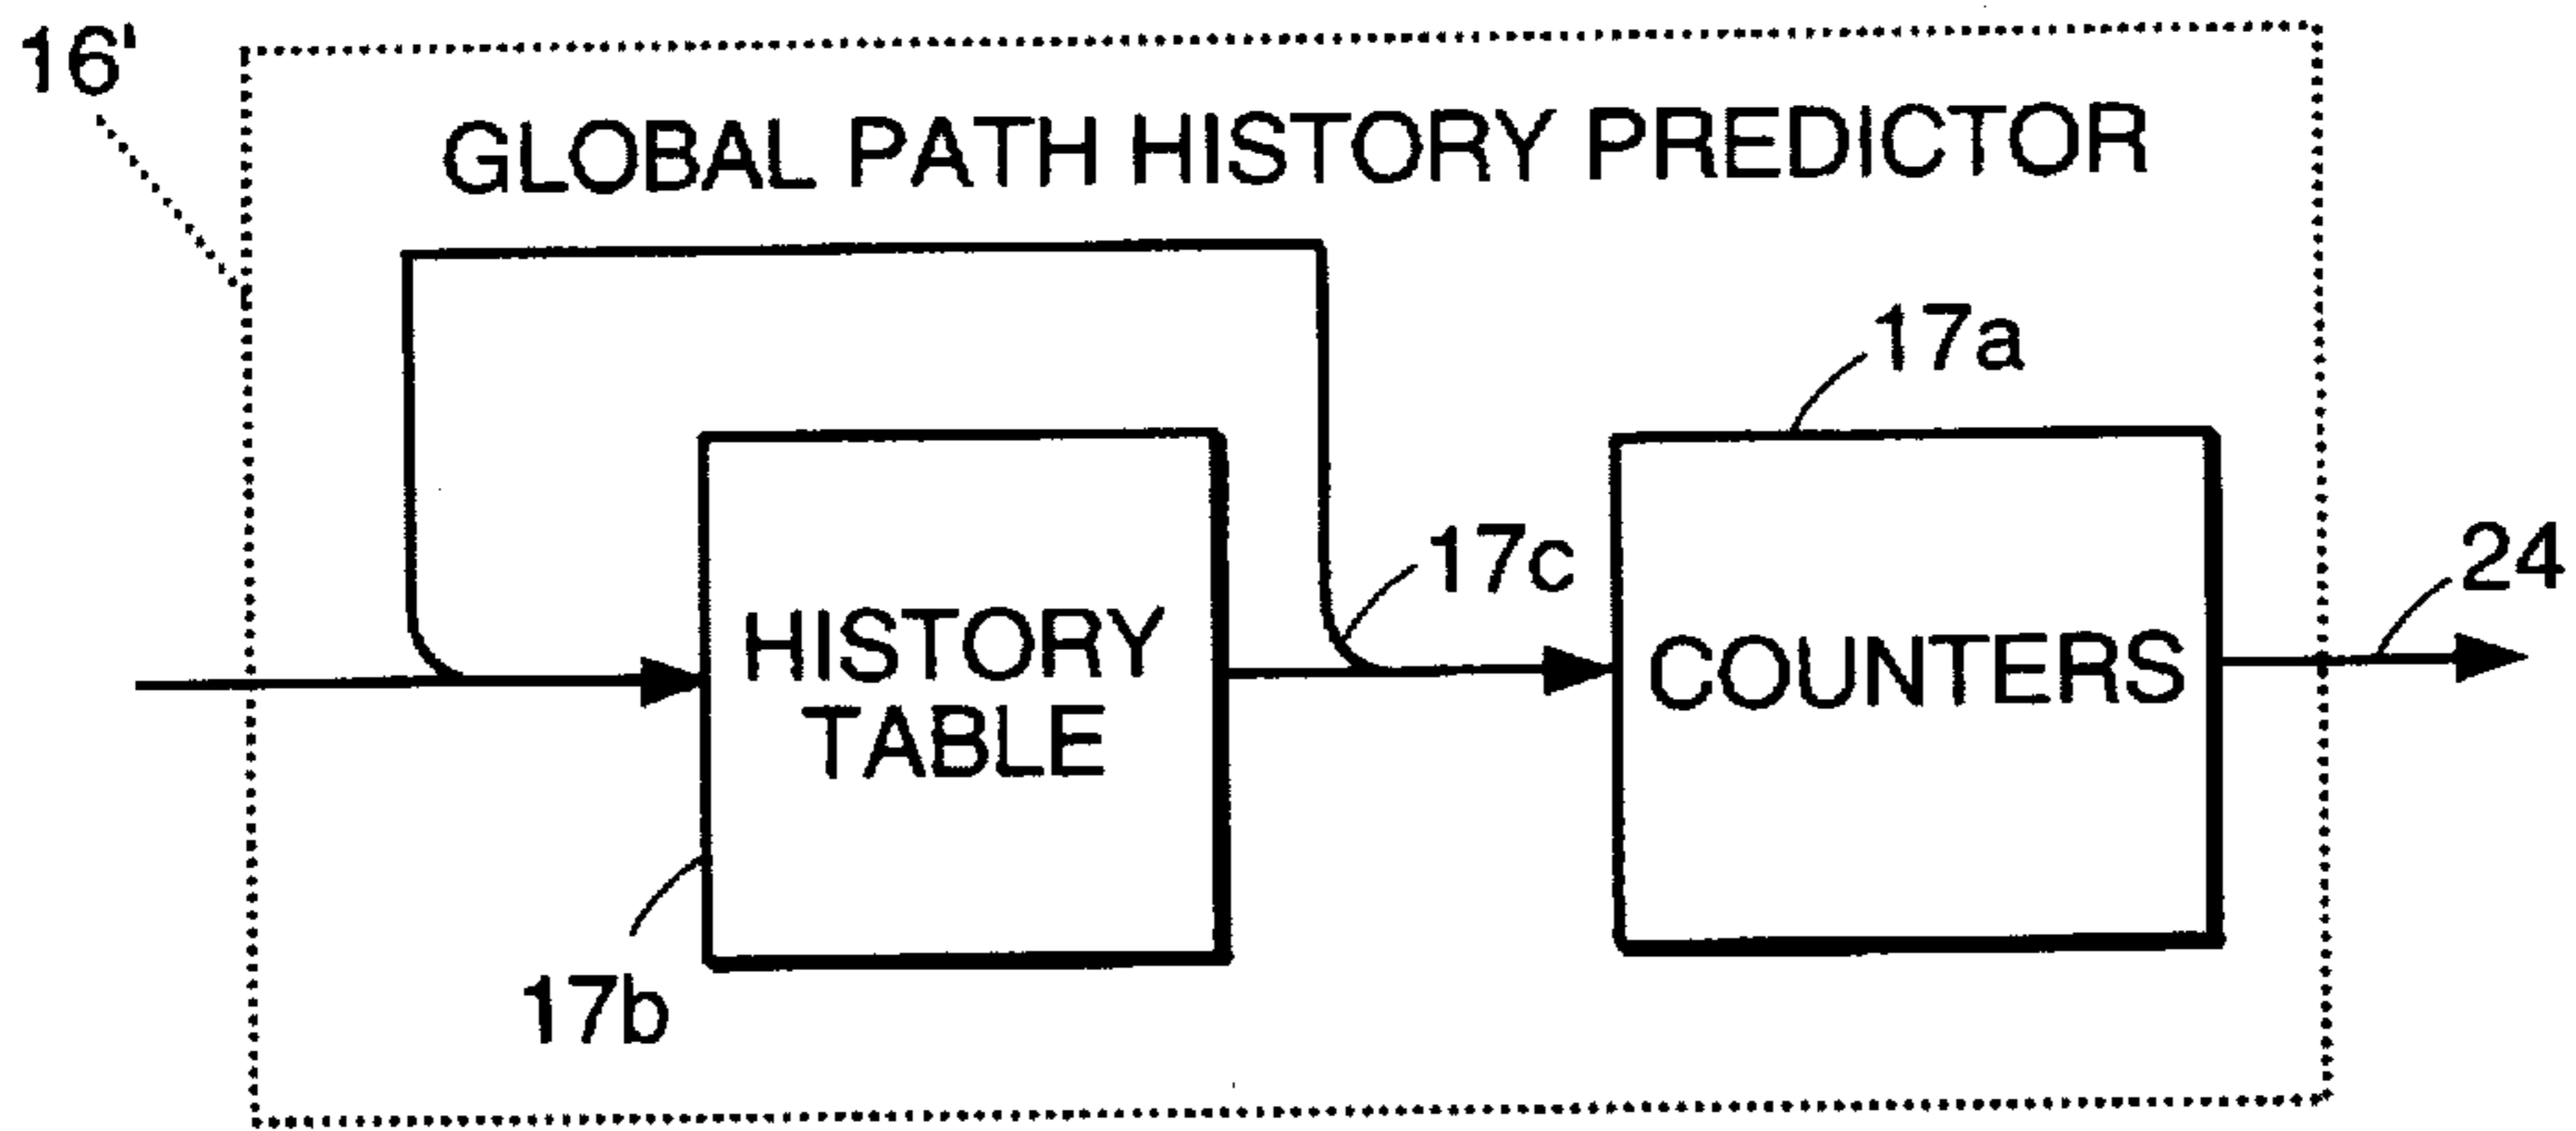 16'
GLOBAL PATH HISTORY PREDICTOR
17a
17c
24
HISTORY
TABLE
COUNTERS
17b